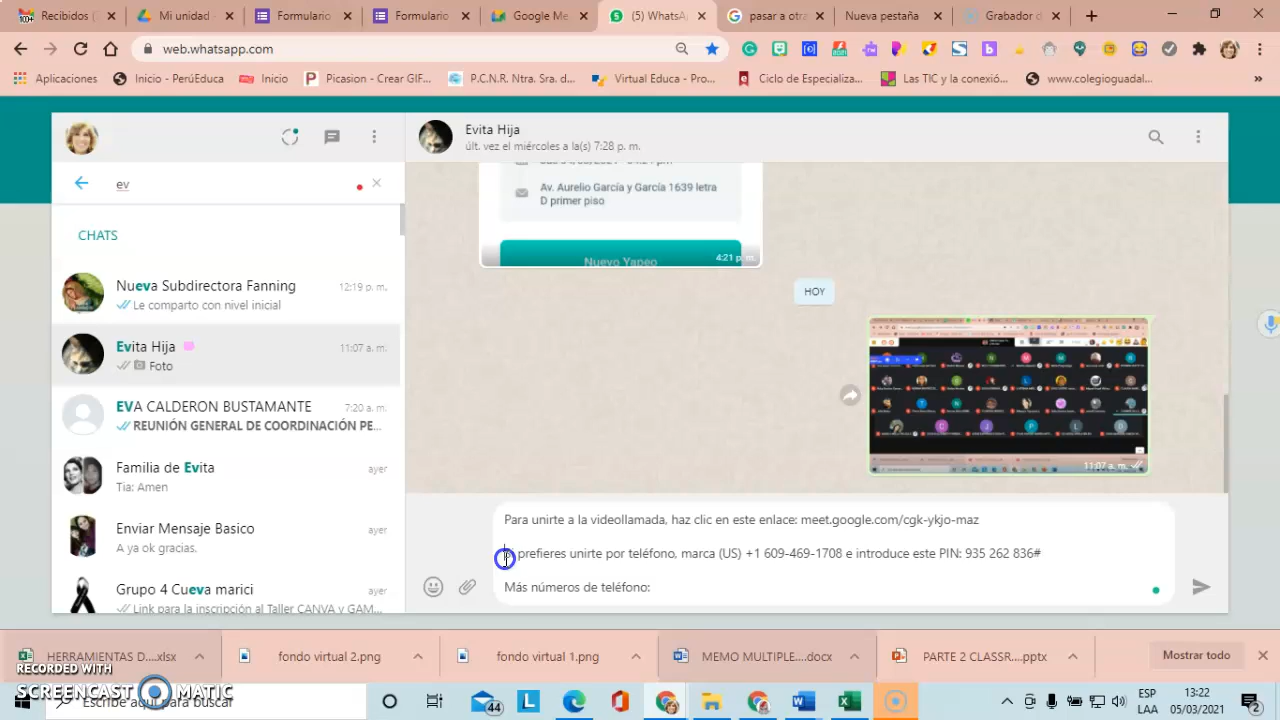 Recibidos (
Mi unidad -
Formulario
Formulario
Google Me
(5) WhatsA
pasar a otra
Nueva pestaña
Grabador d
web.whatsapp.com
Aplicaciones
Inicio - PerúEduca
Inicio
Picasion - Crear GIF...
P.C.N.R. Ntra. Sra. d...
Virtual Educa - Pro...
Ciclo de Especializa...
Las TIC y la conexió...
www.colegioguadal...
»
Evita Hija
últ. vez el miércoles a la(s) 7:28 p. m.
ev
CHATS
Nueva Subdirectora Fanning
12:19 p. m.
Le comparto con nivel inicial
Evita Hija
11:07 a. m.
Foto
EVA CALDERON BUSTAMANTE
7:20 a. m.
REUNIÓN GENERAL DE COORDINACIÓN PE...
Familia de Evita
ayer
Tia: Amen
Enviar Mensaje Basico
ayer
A ya ok gracias.
Grupo 4 Cueva marici
ayer
Link para la inscripción al Taller CANVA y GAM...
Av. Aurelio García y García 1639 letra
D primer piso
Nuevo Yapeo
4:21 p. m.
HOY
11:07 a. m.
Para unirte a la videollamada, haz clic en este enlace: meet.google.com/cgk-ykjo-maz
prefieres unirte por teléfono, marca (US) +1 609-469-1708 e introduce este PIN: 935 262 836#
Más números de teléfono:
HERRAMIENTAS D....xlsx
fondo virtual 2.png
fondo virtual 1.png
MEMO MULTIPLE....docx
PARTE 2 CLASSR....pptx
Mostrar todo
RECORDED WITH
SCREENCAST MATIC
Escribe aquí para buscar
44
ESP
LAA
13:22
05/03/2021
2